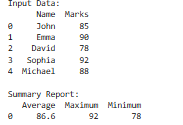 Input Data:
      Name  Marks
0     John     85
1     Emma     90
2    David     78
3   Sophia     92
4  Michael     88
Summary Report:
   Average  Maximum  Minimum
0     86.6       92       78